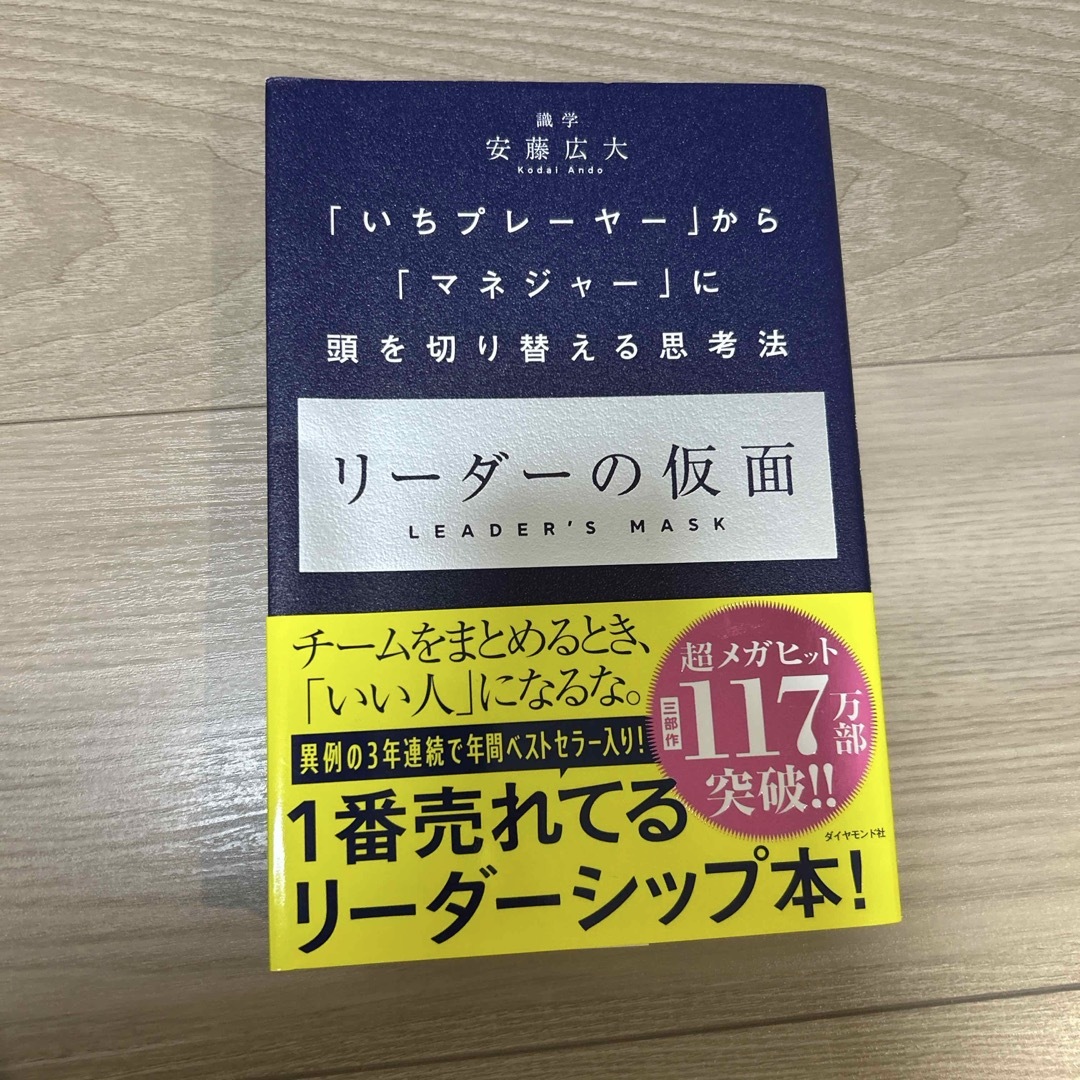 識学
安藤広大
Kodai Ando
「いちプレーヤー」から
「マネジャー」に
頭を切り替える思考法
リーダーの仮面
LEADER'S MASK
チームをまとめるとき、
「いい人」になるな。
異例の3年連続で年間ベストセラー入り!
1番売れてる
リーダーシップ本!
超メガヒット
三部作
117万部
突破!!
ダイヤモンド社